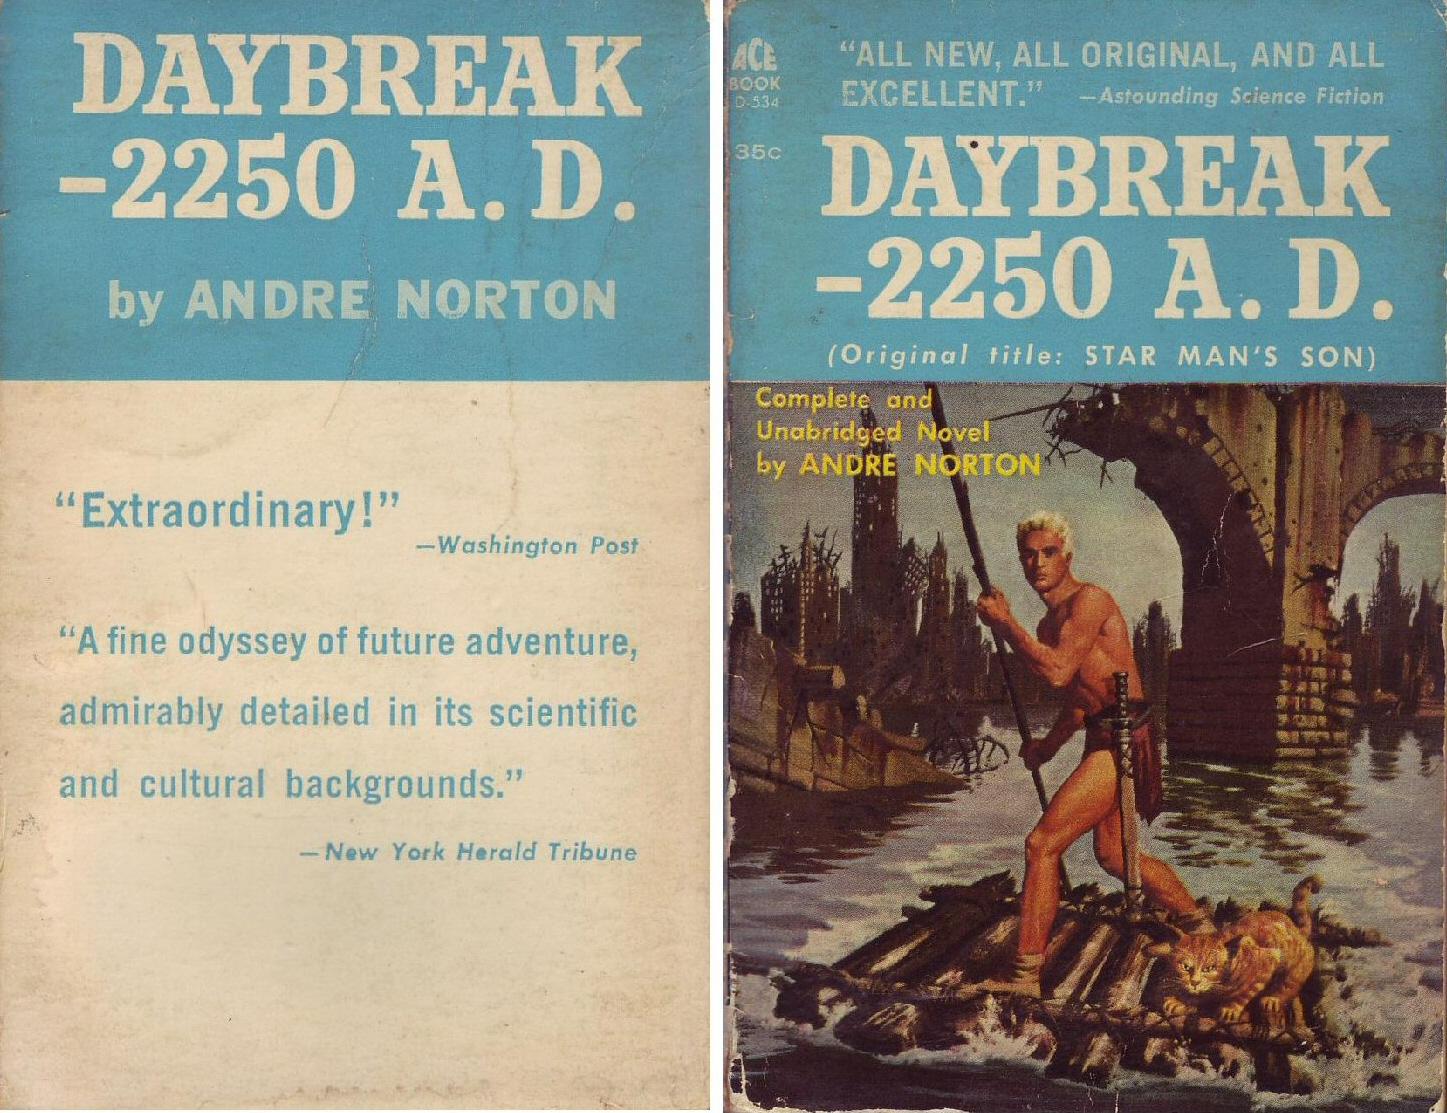 DAYBREAK
-2250 A. D.
by ANDRE NORTON
“Extraordinary!”
—Washington Post
“A fine odyssey of future adventure,
admirably detailed in its scientific
and cultural backgrounds.”
—New York Herald Tribune
ACE
BOOK
D-534
35c
“ALL NEW, ALL ORIGINAL, AND ALL
EXCELLENT.” —Astounding Science Fiction
DAYBREAK
-2250 A. D.
(Original title: STAR MAN'S SON)
Complete and
Unabridged Novel
by ANDRE NORTON